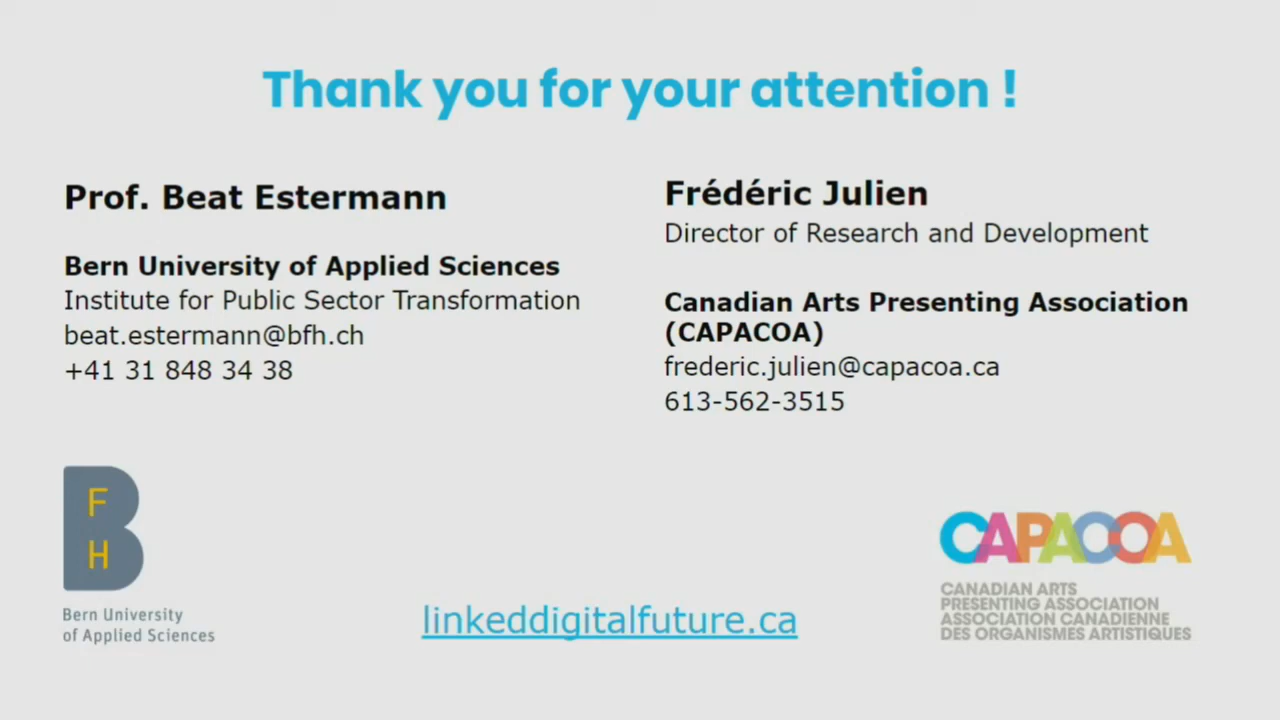 Thank you for your attention !
Prof. Beat Estermann
Bern University of Applied Sciences
Institute for Public Sector Transformation
beat.estermann@bfh.ch
+41 31 848 34 38
Frédéric Julien
Director of Research and Development
Canadian Arts Presenting Association
(CAPACOA)
frederic.julien@capacoa.ca
613-562-3515
B
F
H
Bern University
of Applied Sciences
linkeddigitalfuture.ca
CAPACOA
CANADIAN ARTS
PRESENTING ASSOCIATION
ASSOCIATION CANADIENNE
DES ORGANISMES ARTISTIQUES